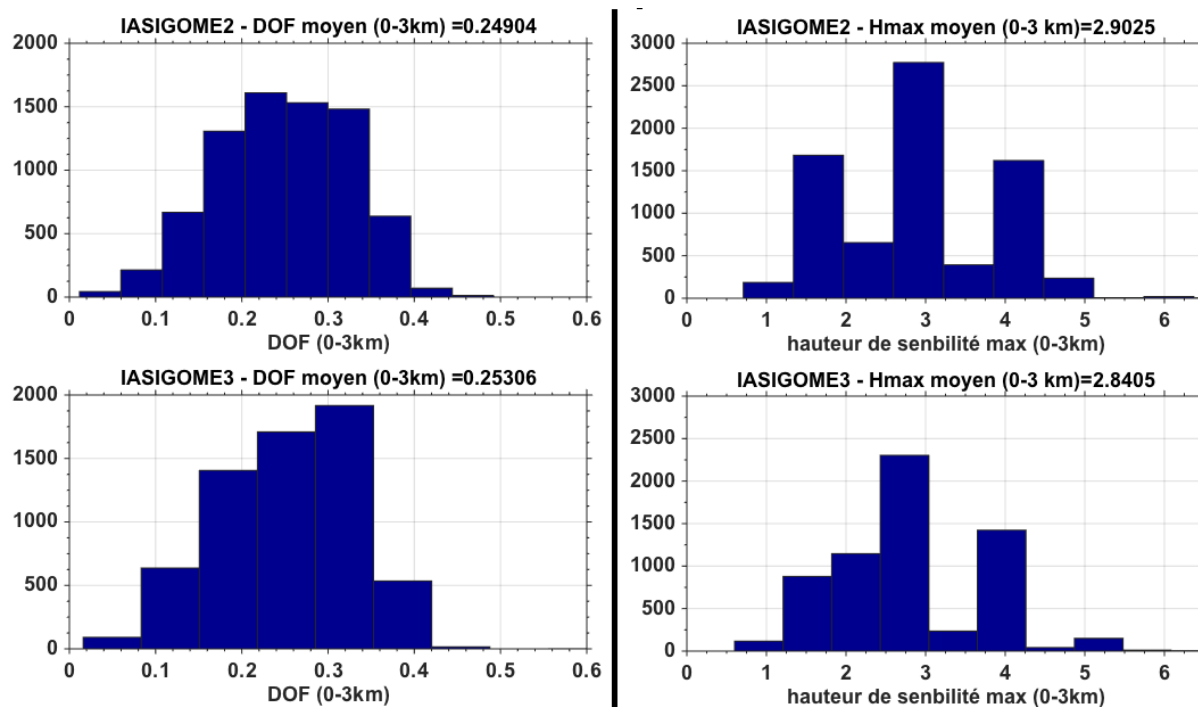 IASIGOME2 - DOF moyen (0-3km) =0.24904
2000
1500
1000
500
0
0 0.1 0.2 0.3 0.4 0.5 0.6
DOF (0-3km)
IASIGOME2 - Hmax moyen (0-3 km)=2.9025
3000
2500
2000
1500
1000
500
0
0 1 2 3 4 5 6
hauteur de senbilité max (0-3km)
IASIGOME3 - DOF moyen (0-3km) =0.25306
2000
1500
1000
500
0
0 0.1 0.2 0.3 0.4 0.5 0.6
DOF (0-3km)
IASIGOME3 - Hmax moyen (0-3 km)=2.8405
3000
2500
2000
1500
1000
500
0
0 1 2 3 4 5 6
hauteur de senbilité max (0-3km)